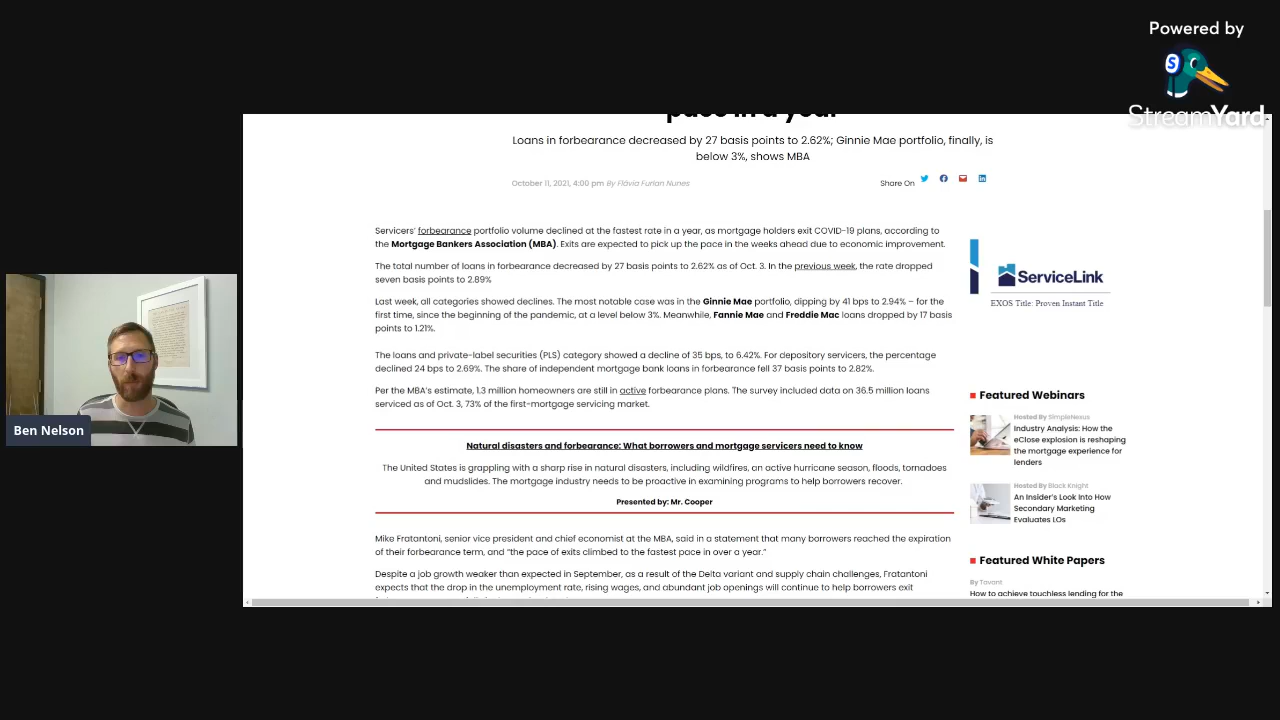 Powered by
StreamYard
pace in a year
Loans in forbearance decreased by 27 basis points to 2.62%; Ginnie Mae portfolio, finally, is
below 3%, shows MBA
October 11, 2021, 4:00 pm By Flávia Furlan Nunes
Share On
Servicers' forbearance portfolio volume declined at the fastest rate in a year, as mortgage holders exit COVID-19 plans, according to
the Mortgage Bankers Association (MBA). Exits are expected to pick up the pace in the weeks ahead due to economic improvement.
The total number of loans in forbearance decreased by 27 basis points to 2.62% as of Oct. 3. In the previous week, the rate dropped
seven basis points to 2.89%
Last week, all categories showed declines. The most notable case was in the Ginnie Mae portfolio, dipping by 41 bps to 2.94% – for the
first time, since the beginning of the pandemic, at a level below 3%. Meanwhile, Fannie Mae and Freddie Mac loans dropped by 17 basis
points to 1.21%.
The loans and private-label securities (PLS) category showed a decline of 35 bps, to 6.42%. For depository servicers, the percentage
declined 24 bps to 2.69%. The share of independent mortgage bank loans in forbearance fell 37 basis points to 2.82%.
Per the MBA's estimate, 1.3 million homeowners are still in active forbearance plans. The survey included data on 36.5 million loans
serviced as of Oct. 3, 73% of the first-mortgage servicing market.
Natural disasters and forbearance: What borrowers and mortgage servicers need to know
The United States is grappling with a sharp rise in natural disasters, including wildfires, an active hurricane season, floods, tornadoes
and mudslides. The mortgage industry needs to be proactive in examining programs to help borrowers recover.
Presented by: Mr. Cooper
Mike Fratantoni, senior vice president and chief economist at the MBA, said in a statement that many borrowers reached the expiration
of their forbearance term, and "the pace of exits climbed to the fastest pace in over a year."
Despite a job growth weaker than expected in September, as a result of the Delta variant and supply chain challenges, Fratantoni
expects that the drop in the unemployment rate, rising wages, and abundant job openings will continue to help borrowers exit
ServiceLink
EXOS Title: Proven Instant Title
Featured Webinars
Hosted By SimpleNexus
Industry Analysis: How the
eClose explosion is reshaping
the mortgage experience for
lenders
Hosted By Black Knight
An Insider's Look Into How
Secondary Marketing
Evaluates LOs
Featured White Papers
By Tavant
How to achieve touchless lending for the
Ben Nelson